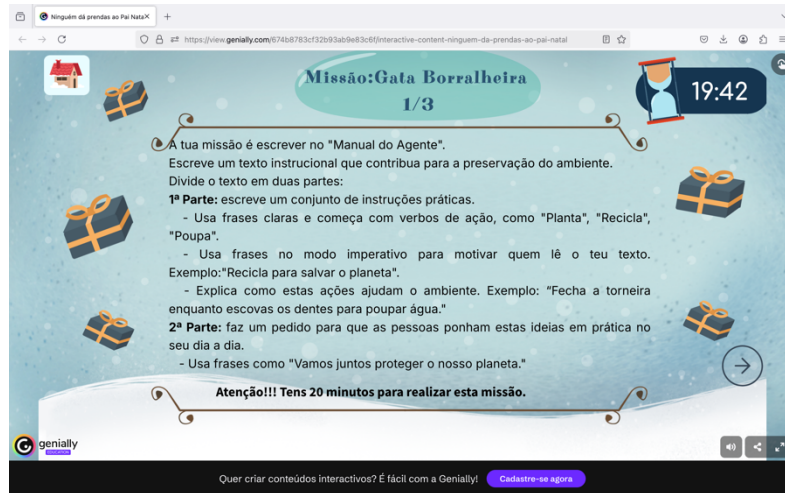 Ninguém dá prendas ao Pai Nata
https://view.genially.com/674b8783cf32b93ab9e83c6f/interactive-content-ninguem-da-prendas-ao-pai-natal
Missão:Gata Borralheira
1/3
19:42
A tua missão é escrever no "Manual do Agente".
Escreve um texto instrucional que contribua para a preservação do ambiente.
Divide o texto em duas partes:
1ª Parte: escreve um conjunto de instruções práticas.
- Usa frases claras e começa com verbos de ação, como "Planta", "Recicla",
"Poupa".
- Usa frases no modo imperativo para motivar quem lê o teu texto.
Exemplo:"Recicla para salvar o planeta".
- Explica como estas ações ajudam o ambiente. Exemplo: “Fecha a torneira
enquanto escovas os dentes para poupar água."
2ª Parte: faz um pedido para que as pessoas ponham estas ideias em prática no
seu dia a dia.
- Usa frases como "Vamos juntos proteger o nosso planeta."
Atenção!!! Tens 20 minutos para realizar esta missão.
genially
EDUCATION
Quer criar conteúdos interactivos? É fácil com a Genially!
Cadastre-se agora